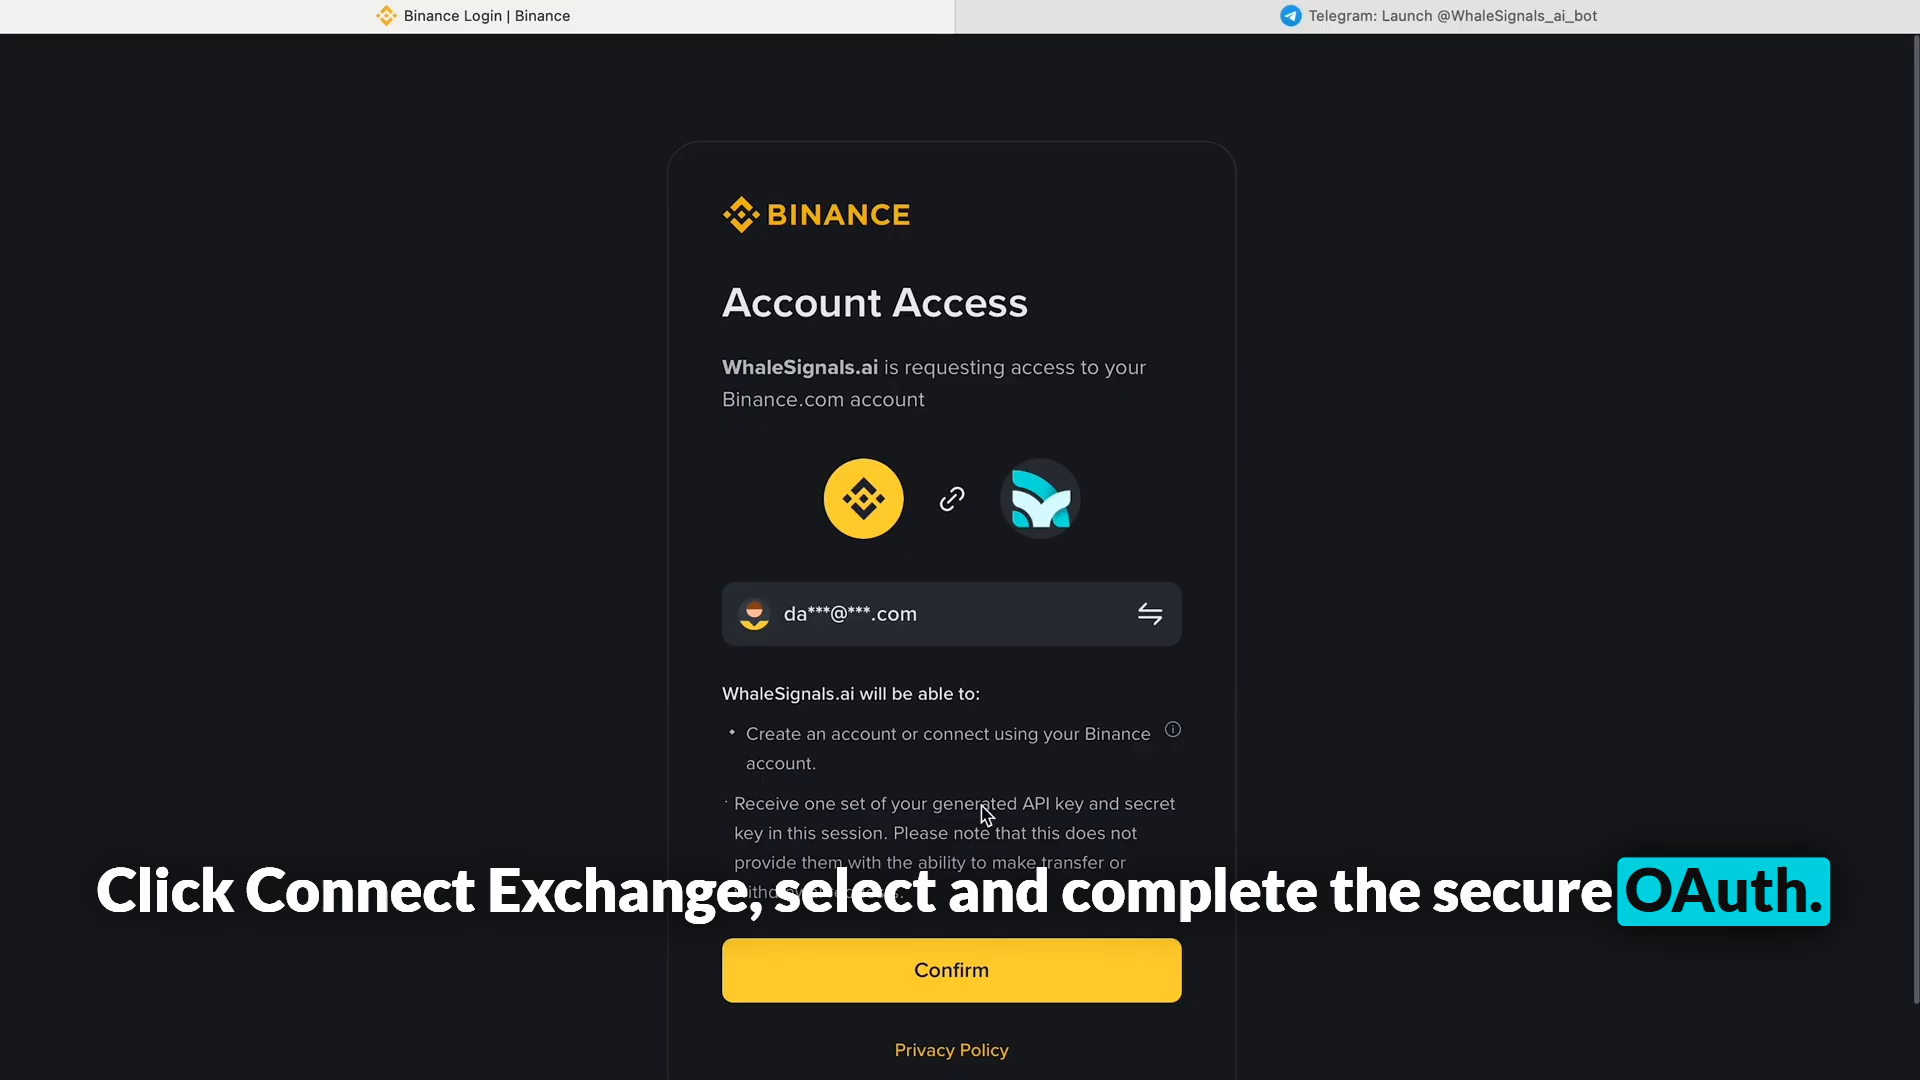 Binance Login | Binance
Telegram: Launch @WhaleSignals_ai_bot
BINANCE
Account Access
WhaleSignals.ai is requesting access to your
Binance.com account
da***@***.com
WhaleSignals.ai will be able to:
• Create an account or connect using your Binance
account.
· Receive one set of your generated API key and secret
key in this session. Please note that this does not
provide them with the ability to make transfer or
Click Connect Exchange, select and complete the secure OAuth.
Confirm
Privacy Policy